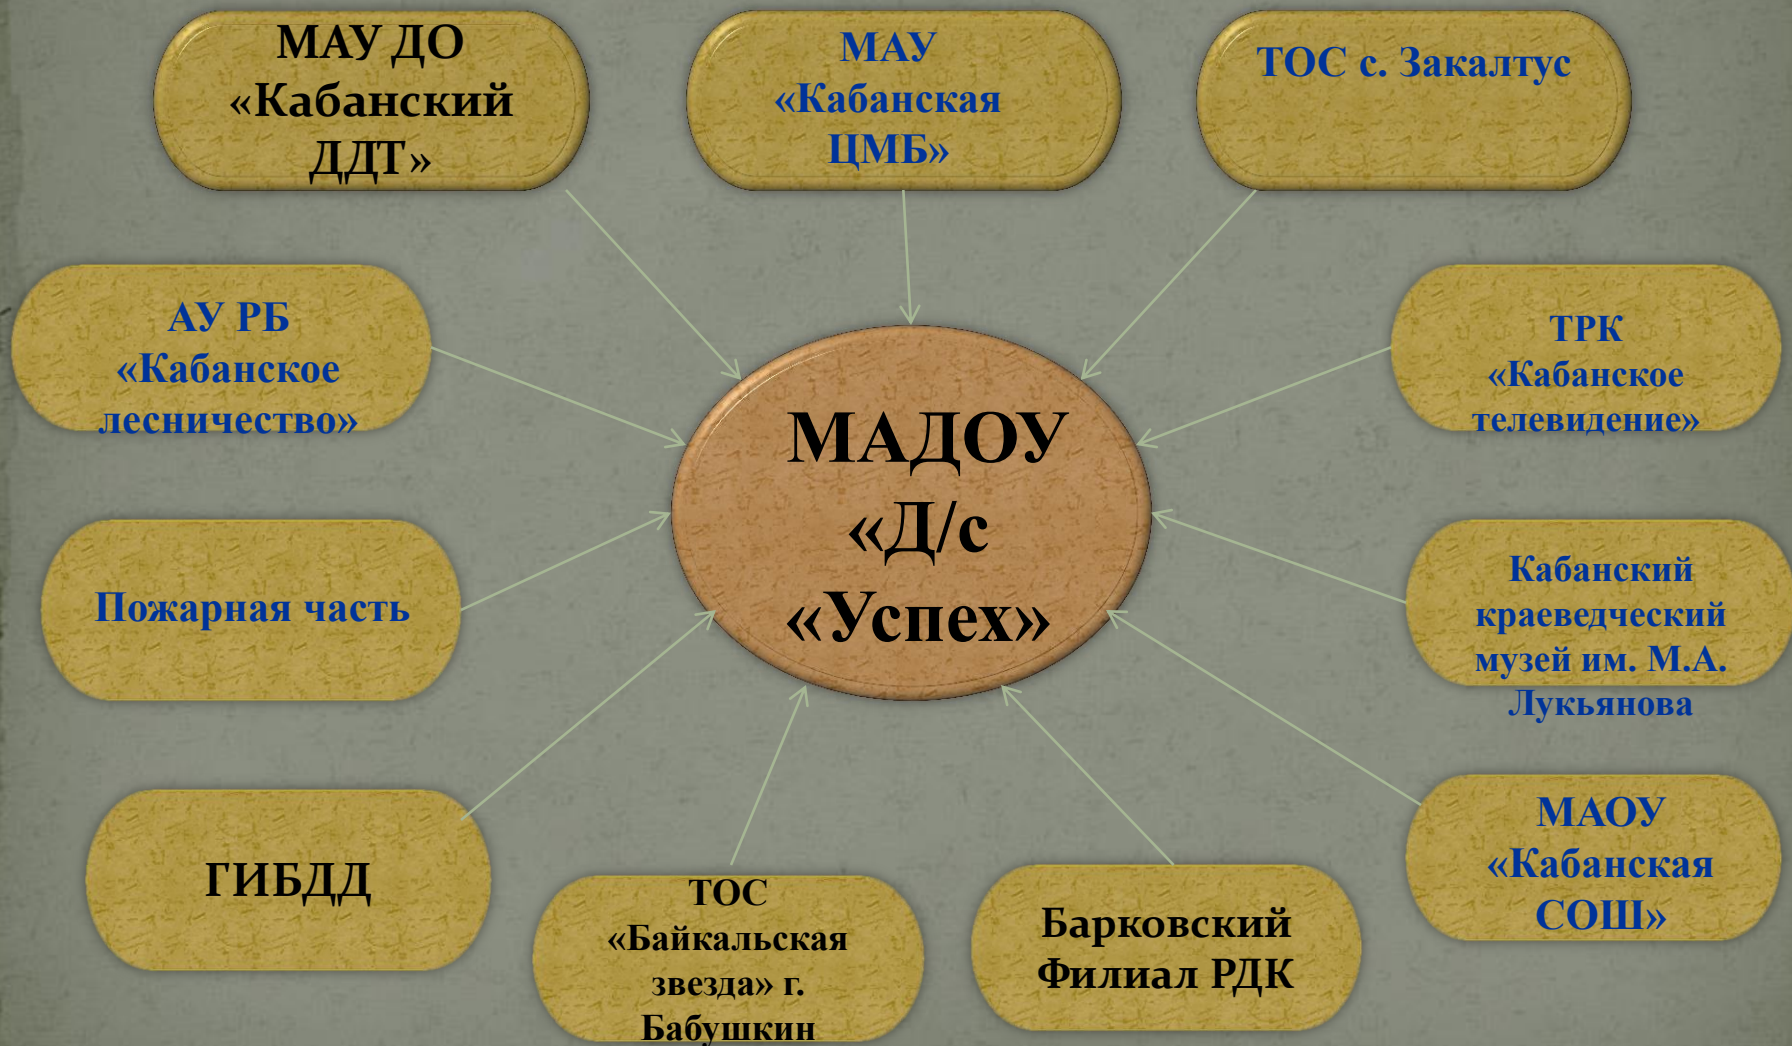 МАУ ДО
«Кабанский
ДДТ»
МАУ
«Кабанская
ЦМБ»
ТОС с. Закалтус
АУ РБ
«Кабанское
лесничество»
ТРК
«Кабанское
телевидение»
МАДОУ
«Д/с
«Успех»
Пожарная часть
Кабанский
краеведческий
музей им. М.А.
Лукьянова
ГИБДД
ТОС
«Байкальская
звезда» г.
Бабушкин
Барковский
Филиал РДК
МАОУ
«Кабанская
СОШ»